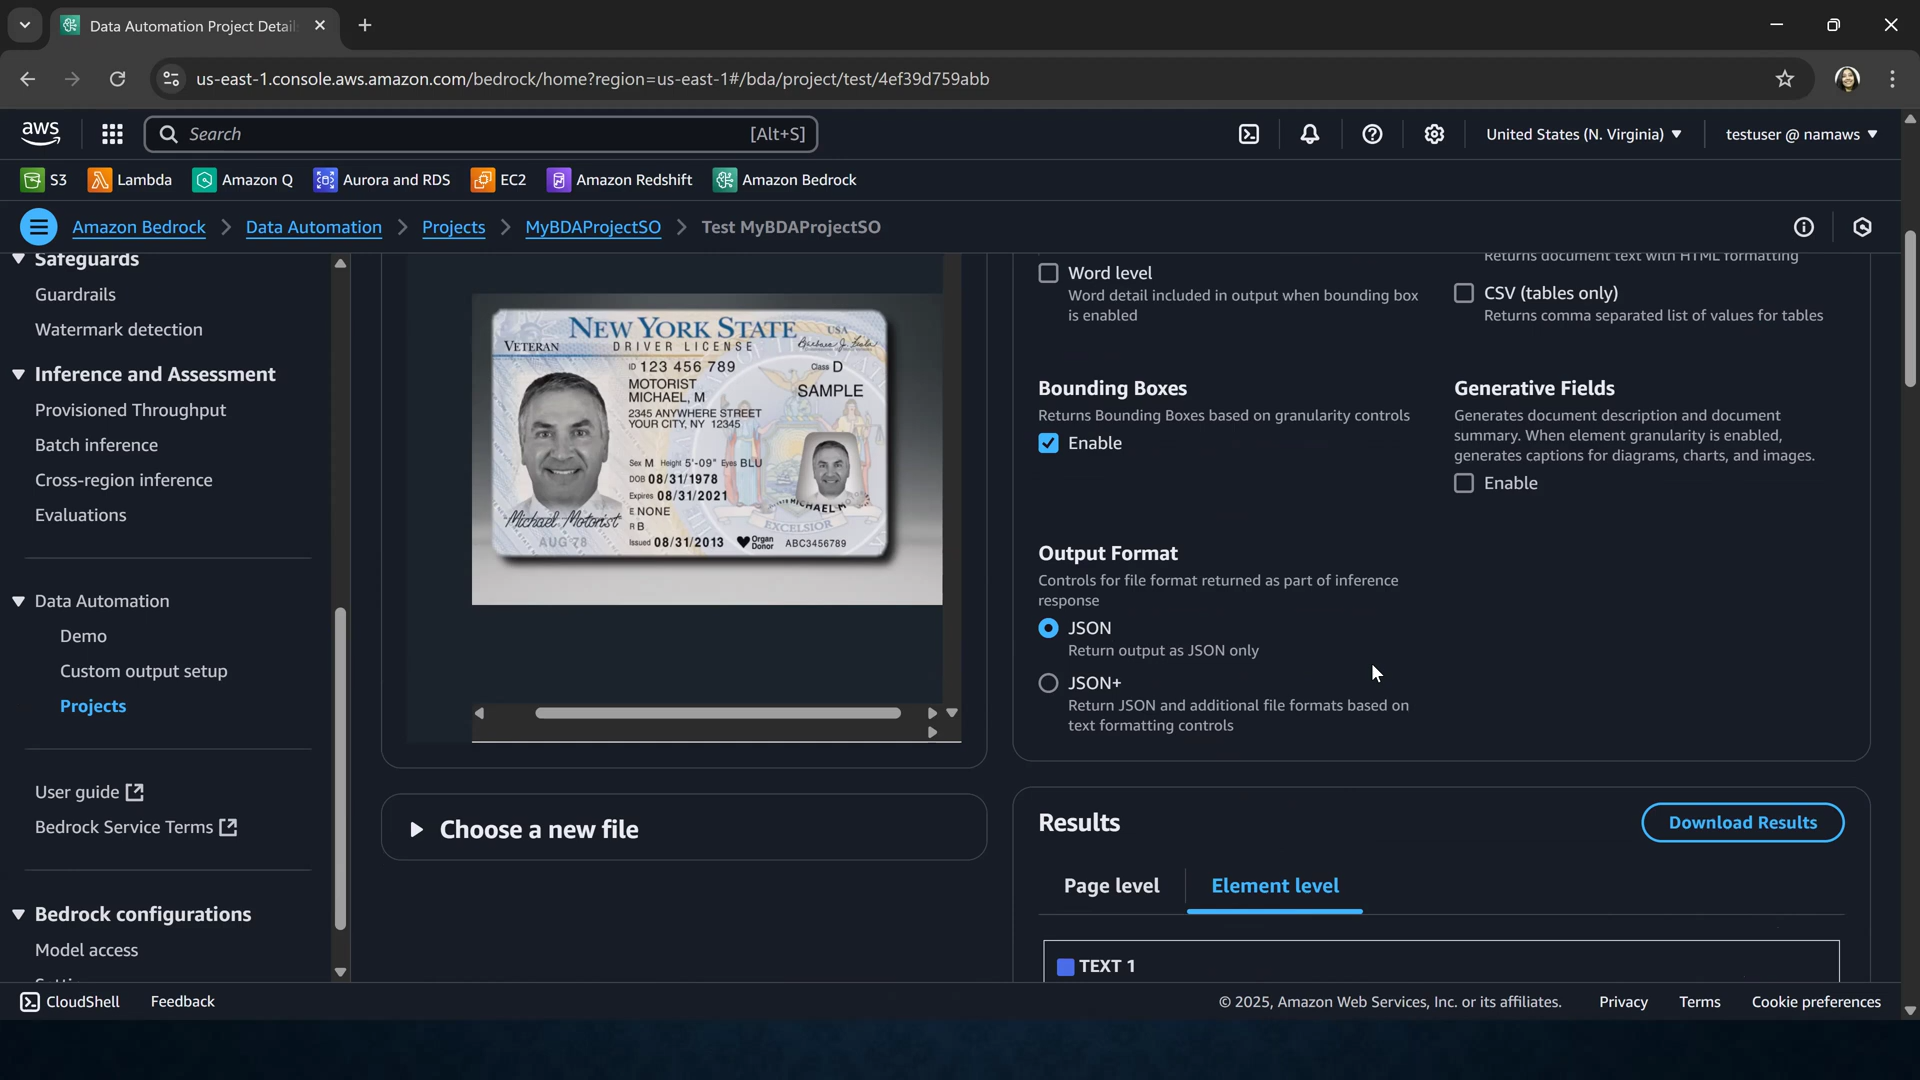 Data Automation Project Detail
us-east-1.console.aws.amazon.com/bedrock/home?region=us-east-1#/bda/project/test/4ef39d759abb
aws
Search
[Alt+S]
United States (N. Virginia)
testuser @ namaws
S3
Lambda
Amazon Q
Aurora and RDS
EC2
Amazon Redshift
Amazon Bedrock
Amazon Bedrock
Data Automation
Projects
MyBDAProjectSO
Test MyBDAProjectSO
Safeguards
Guardrails
Watermark detection
Inference and Assessment
Provisioned Throughput
Batch inference
Cross-region inference
Evaluations
Data Automation
Demo
Custom output setup
Projects
User guide
Bedrock Service Terms
Bedrock configurations
Model access
NEW YORK STATE
USA
VETERAN
DRIVER LICENSE
ID 123 456 789
Class D
MOTORIST
MICHAEL, M
SAMPLE
2345 ANYWHERE STREET
YOUR CITY, NY 12345
Sex M Height 5'-09" Eyes BLU
DOB 08/31/1978
Expires 08/31/2021
E NONE
R B
Michael Motorist
EXCELSIOR
AUG 78
Issued 08/31/2013
Organ
Donor
ABC3456789
Choose a new file
Word level
Word detail included in output when bounding box
is enabled
Returns document text with HTML formatting
CSV (tables only)
Returns comma separated list of values for tables
Bounding Boxes
Returns Bounding Boxes based on granularity controls
Enable
Generative Fields
Generates document description and document
summary. When element granularity is enabled,
generates captions for diagrams, charts, and images.
Enable
Output Format
Controls for file format returned as part of inference
response
JSON
Return output as JSON only
JSON+
Return JSON and additional file formats based on
text formatting controls
Results
Download Results
Page level
Element level
TEXT 1
CloudShell
Feedback
© 2025, Amazon Web Services, Inc. or its affiliates.
Privacy
Terms
Cookie preferences